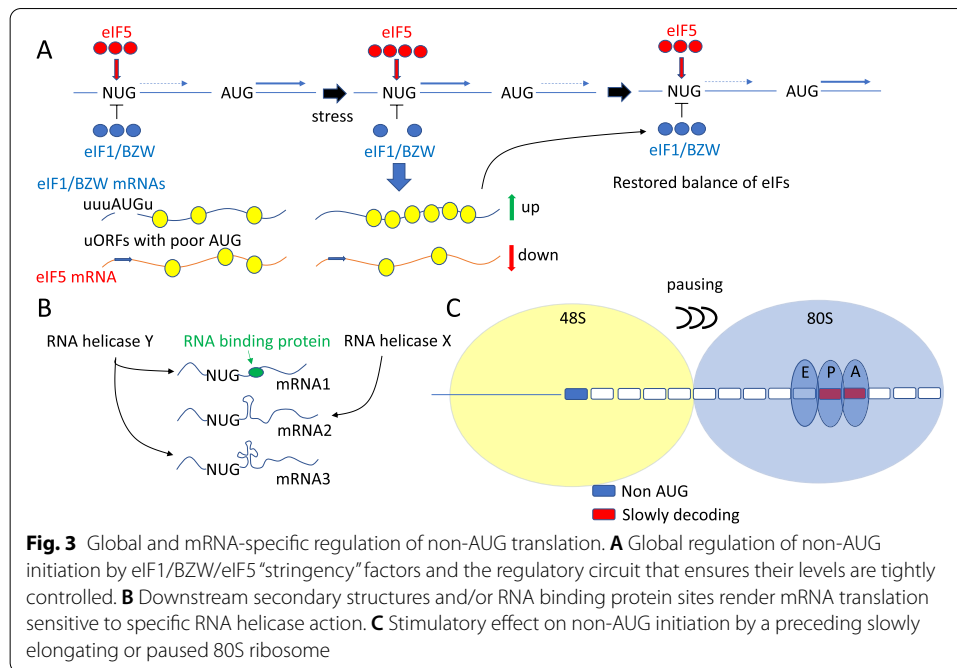 A
eIF5
eIF5
eIF5
NUG
AUG
NUG
AUG
NUG
AUG
stress
eIF1/BZW
eIF1/BZW
eIF1/BZW
eIF1/BZW mRNAs
Restored balance of eIFs
uuuAUGu
up
uORFs with poor AUG
down
eIF5 mRNA
B
RNA helicase Y
RNA binding protein
RNA helicase X
NUG
mRNA1
NUG
mRNA2
NUG
mRNA3
C
pausing
48S
80S
E P A
Non AUG
Slowly decoding
Fig. 3 Global and mRNA-specific regulation of non-AUG translation. A Global regulation of non-AUG
initiation by eIF1/BZW/eIF5 “stringency” factors and the regulatory circuit that ensures their levels are tightly
controlled. B Downstream secondary structures and/or RNA binding protein sites render mRNA translation
sensitive to specific RNA helicase action. C Stimulatory effect on non-AUG initiation by a preceding slowly
elongating or paused 80S ribosome